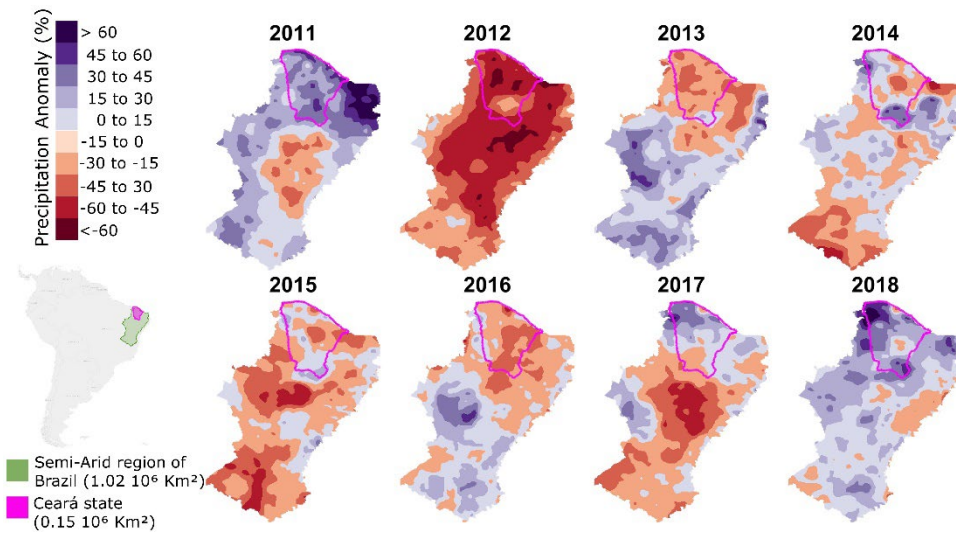 Precipitation Anomaly (%)
> 60
45 to 60
30 to 45
15 to 30
0 to 15
-15 to 0
-30 to -15
-45 to 30
-60 to -45
<-60
2011
2012
2013
2014
2015
2016
2017
2018
Semi-Arid region of
Brazil (1.02 10⁶ Km²)
Ceará state
(0.15 10⁶ Km²)